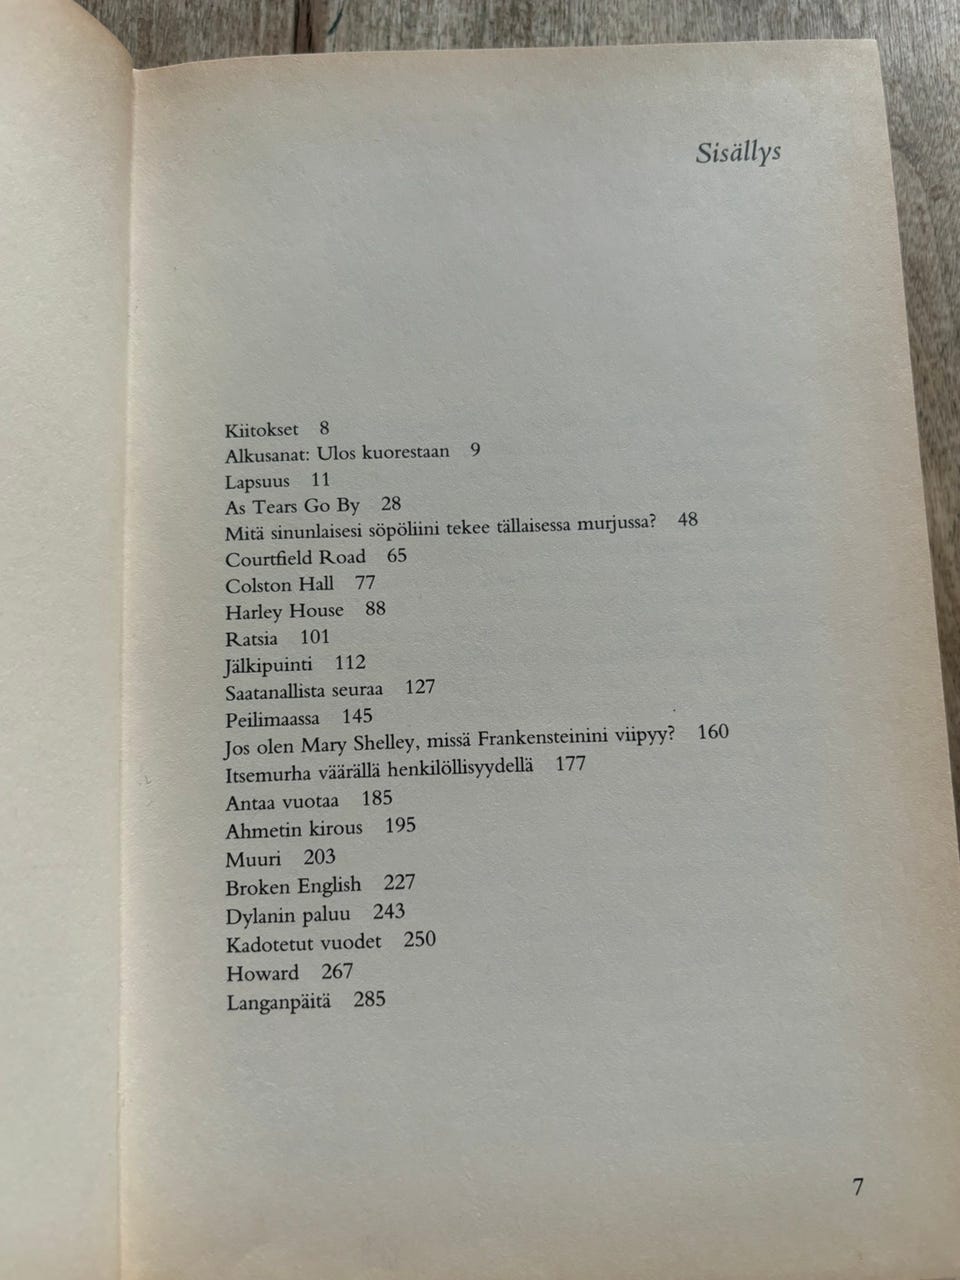 Sisällys
Kiitokset 8
Alkusanat: Ulos kuorestaan 9
Lapsuus 11
As Tears Go By 28
Mitä sinunlaisesi söpöliini tekee tällaisessa murjussa? 48
Courtfield Road 65
Colston Hall 77
Harley House 88
Ratsia 101
Jälkipuinti 112
Saatanallista seuraa 127
Peilimaassa 145
Jos olen Mary Shelley, missä Frankensteinini viipyy? 160
Itsemurha väärällä henkilöllisyydellä 177
Antaa vuotaa 185
Ahmetin kirous 195
Muuri 203
Broken English 227
Dylanin paluu 243
Kadotetut vuodet 250
Howard 267
Langanpäitä 285
7